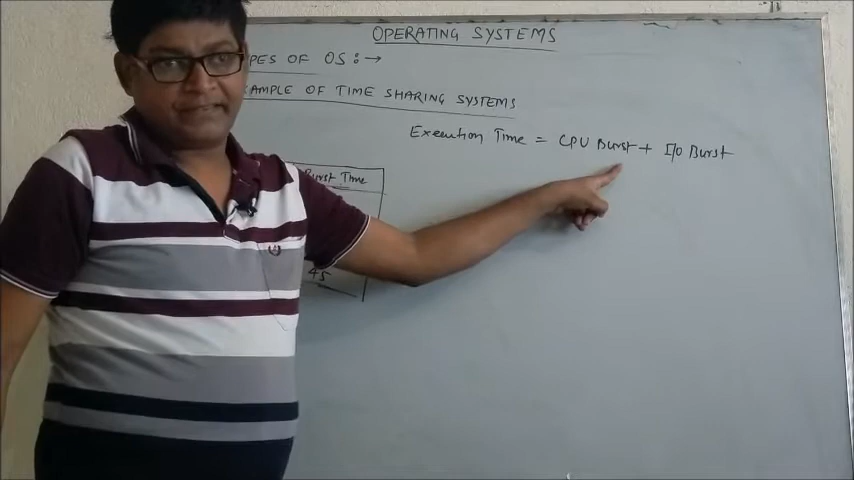 OPERATING SYSTEMS
PES OF OS :→
AMPLE OF TIME SHARING SYSTEMS
Execution Time = CPU Burst + I/O Burst
Burst Time
45